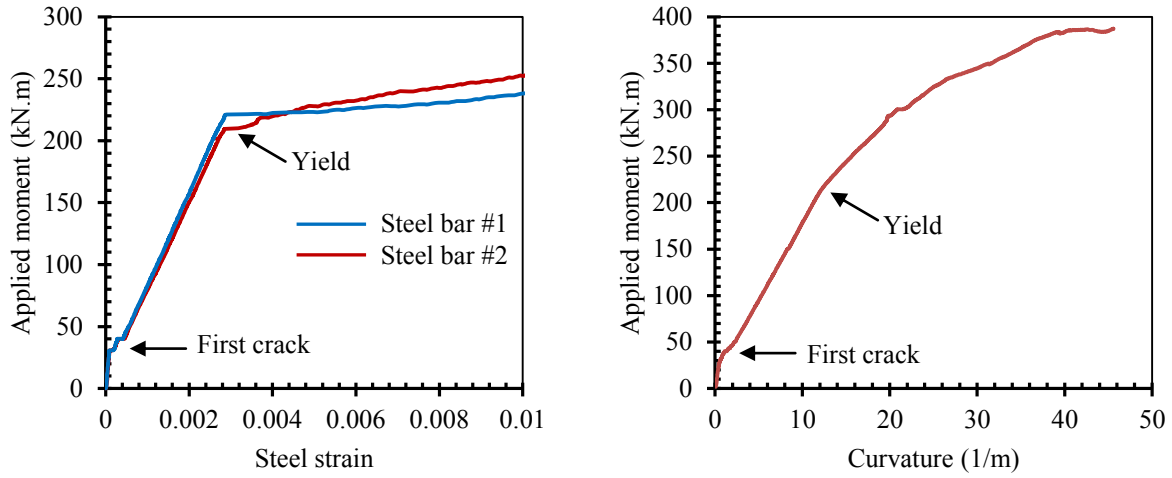 300
250
200
150
100
50
0
Applied moment (kN.m)
Yield
Steel bar #1
Steel bar #2
First crack
0 0.002 0.004 0.006 0.008 0.01
Steel strain
400
350
300
250
200
150
100
50
0
Applied moment (kN.m)
Yield
First crack
0 10 20 30 40 50
Curvature (1/m)